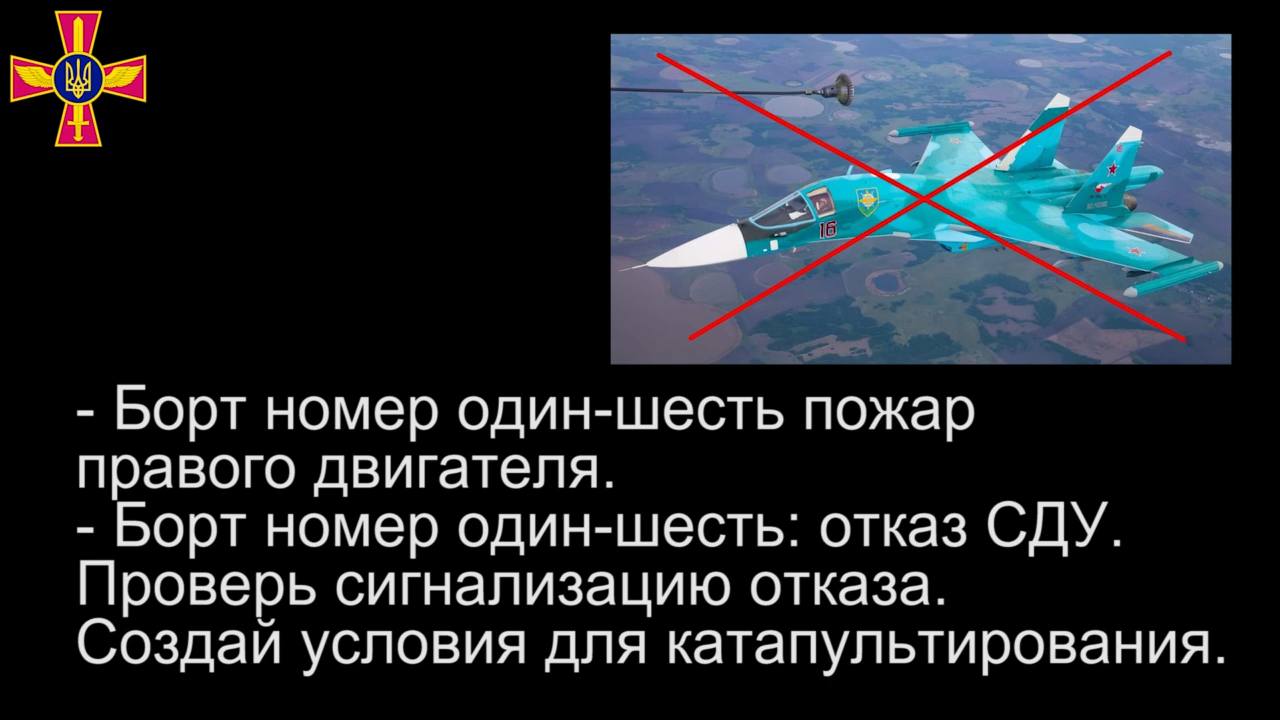 16
- Борт номер один-шесть пожар
правого двигателя.
- Борт номер один-шесть: отказ СДУ.
Проверь сигнализацию отказа.
Создай условия для катапультирования.